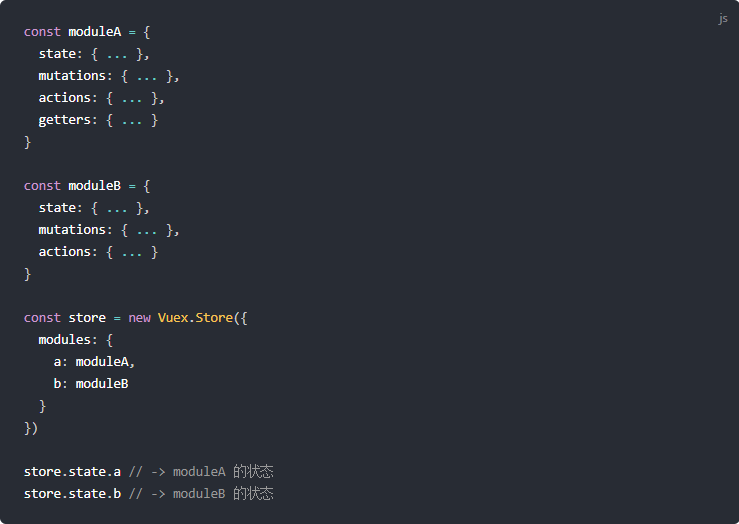 js
const moduleA = {
  state: { ... },
  mutations: { ... },
  actions: { ... },
  getters: { ... }
}

const moduleB = {
  state: { ... },
  mutations: { ... },
  actions: { ... }
}

const store = new Vuex.Store({
  modules: {
    a: moduleA,
    b: moduleB
  }
})

store.state.a // -> moduleA 的状态
store.state.b // -> moduleB 的状态